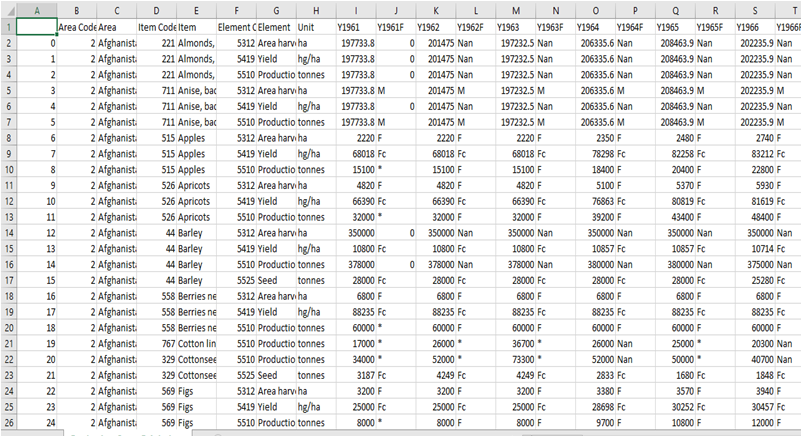 A B C D E F G H I J K L M N O P Q R S T
1 Area Code Area Item Code Item Element C Element Unit Y1961 Y1961F Y1962 Y1962F Y1963 Y1963F Y1964 Y1964F Y1965 Y1965F Y1966 Y1966F
2 0 2 Afghanist 221 Almonds, 5312 Area harv ha 197733.8 0 201475 Nan 197232.5 Nan 206335.6 Nan 208463.9 Nan 202235.9 Nan
3 1 2 Afghanist 221 Almonds, 5419 Yield hg/ha 197733.8 0 201475 Nan 197232.5 Nan 206335.6 Nan 208463.9 Nan 202235.9 Nan
4 2 2 Afghanist 221 Almonds, 5510 Productio tonnes 197733.8 0 201475 Nan 197232.5 Nan 206335.6 Nan 208463.9 Nan 202235.9 Nan
5 3 2 Afghanist 711 Anise, bad 5312 Area harv ha 197733.8 M 201475 M 197232.5 M 206335.6 M 208463.9 M 202235.9 M
6 4 2 Afghanist 711 Anise, bad 5419 Yield hg/ha 197733.8 0 201475 Nan 197232.5 Nan 206335.6 Nan 208463.9 Nan 202235.9 Nan
7 5 2 Afghanist 711 Anise, bad 5510 Productio tonnes 197733.8 M 201475 M 197232.5 M 206335.6 M 208463.9 M 202235.9 M
8 6 2 Afghanist 515 Apples 5312 Area harv ha 2220 F 2220 F 2220 F 2350 F 2480 F 2740 F
9 7 2 Afghanist 515 Apples 5419 Yield hg/ha 68018 Fc 68018 Fc 68018 Fc 78298 Fc 82258 Fc 83212 Fc
10 8 2 Afghanist 515 Apples 5510 Productio tonnes 15100 * 15100 F 15100 F 18400 F 20400 F 22800 F
11 9 2 Afghanist 526 Apricots 5312 Area harv ha 4820 F 4820 F 4820 F 5100 F 5370 F 5930 F
12 10 2 Afghanist 526 Apricots 5419 Yield hg/ha 66390 Fc 66390 Fc 66390 Fc 76863 Fc 80819 Fc 81619 Fc
13 11 2 Afghanist 526 Apricots 5510 Productio tonnes 32000 * 32000 F 32000 F 39200 F 43400 F 48400 F
14 12 2 Afghanist 44 Barley 5312 Area harv ha 350000 0 350000 Nan 350000 Nan 350000 Nan 350000 Nan 350000 Nan
15 13 2 Afghanist 44 Barley 5419 Yield hg/ha 10800 Fc 10800 Fc 10800 Fc 10857 Fc 10857 Fc 10714 Fc
16 14 2 Afghanist 44 Barley 5510 Productio tonnes 378000 0 378000 Nan 378000 Nan 380000 Nan 380000 Nan 375000 Nan
17 15 2 Afghanist 44 Barley 5525 Seed tonnes 28000 Fc 28000 Fc 28000 Fc 28000 Fc 28000 Fc 25280 Fc
18 16 2 Afghanist 558 Berries ne 5312 Area harv ha 6800 F 6800 F 6800 F 6800 F 6800 F 6800 F
19 17 2 Afghanist 558 Berries ne 5419 Yield hg/ha 88235 Fc 88235 Fc 88235 Fc 88235 Fc 88235 Fc 88235 Fc
20 18 2 Afghanist 558 Berries ne 5510 Productio tonnes 60000 * 60000 F 60000 F 60000 F 60000 F 60000 F
21 19 2 Afghanist 767 Cotton lin 5510 Productio tonnes 17000 * 26000 * 36700 * 26000 Nan 25000 * 20300 Nan
22 20 2 Afghanist 329 Cottonsee 5510 Productio tonnes 34000 * 52000 * 73300 * 52000 Nan 50000 * 40700 Nan
23 21 2 Afghanist 329 Cottonsee 5525 Seed tonnes 3187 Fc 4249 Fc 4249 Fc 2833 Fc 1680 Fc 1848 Fc
24 22 2 Afghanist 569 Figs 5312 Area harv ha 3200 F 3200 F 3200 F 3380 F 3570 F 3940 F
25 23 2 Afghanist 569 Figs 5419 Yield hg/ha 25000 Fc 25000 Fc 25000 Fc 28698 Fc 30252 Fc 30457 Fc
26 24 2 Afghanist 569 Figs 5510 Productio tonnes 8000 * 8000 F 8000 F 9700 F 10800 F 12000 F